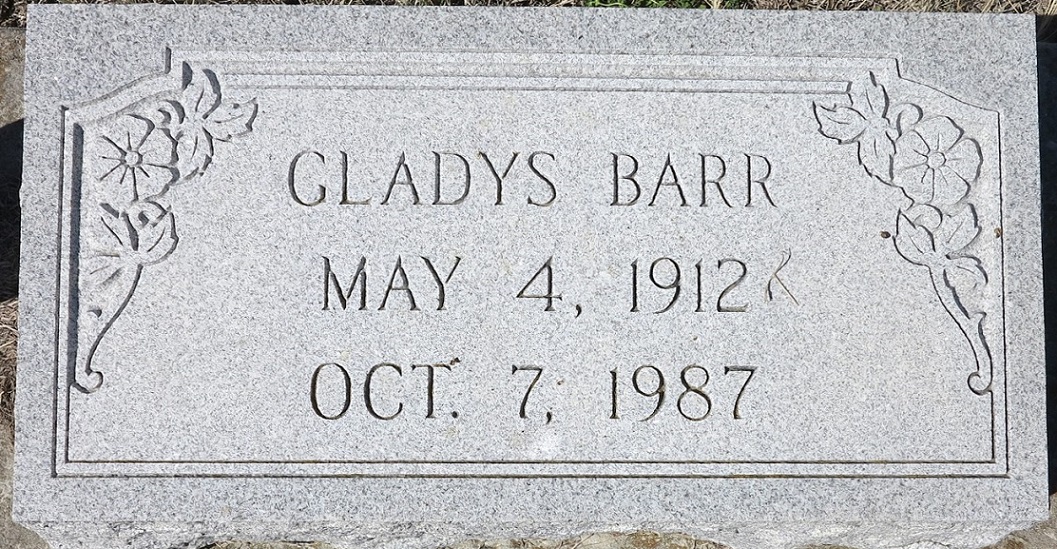 GLADYS BARR
MAY 4, 1912
OCT. 7, 1987